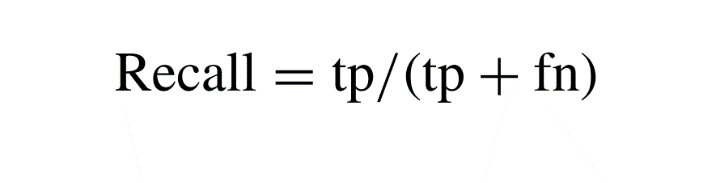 Recall = tp/(tp + fn)